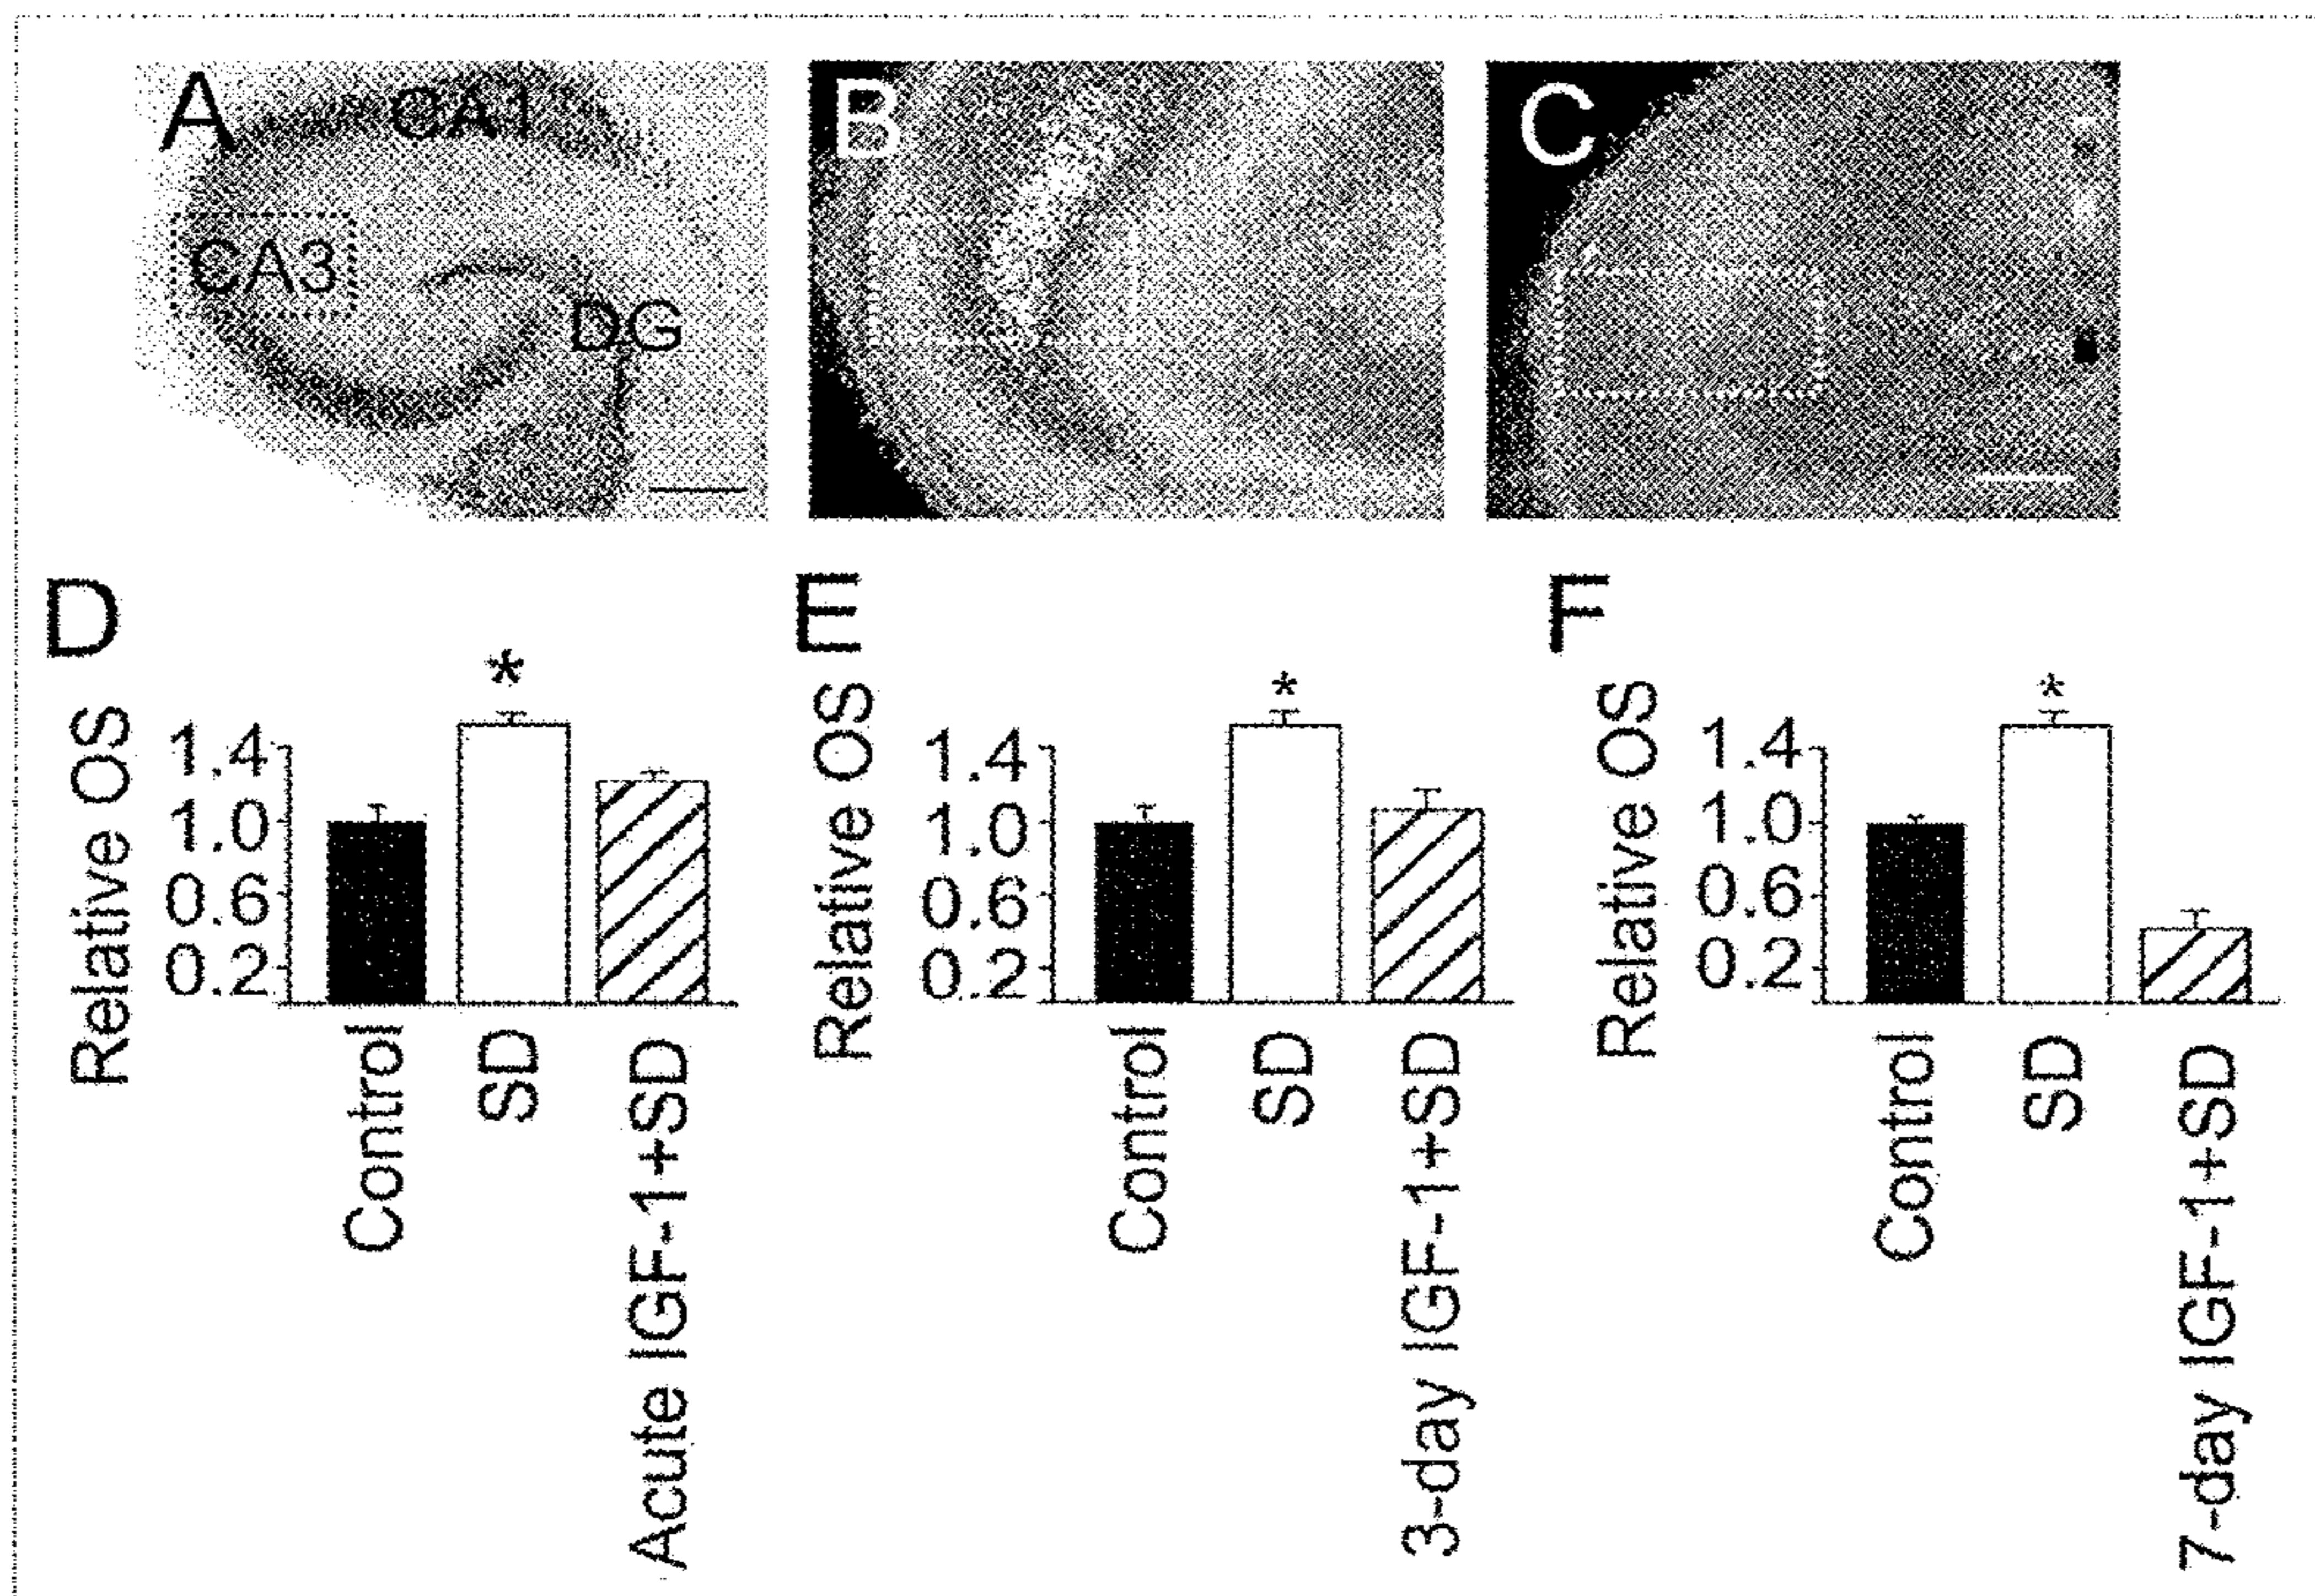 A
CA1
CA3
DG
B
C
D
*
Relative OS
1.4
1.0
0.6
0.2
Control
SD
Acute IGF-1+SD
E
*
Relative OS
1.4
1.0
0.6
0.2
Control
SD
3-day IGF-1+SD
F
*
Relative OS
1.4
1.0
0.6
0.2
Control
SD
7-day IGF-1+SD